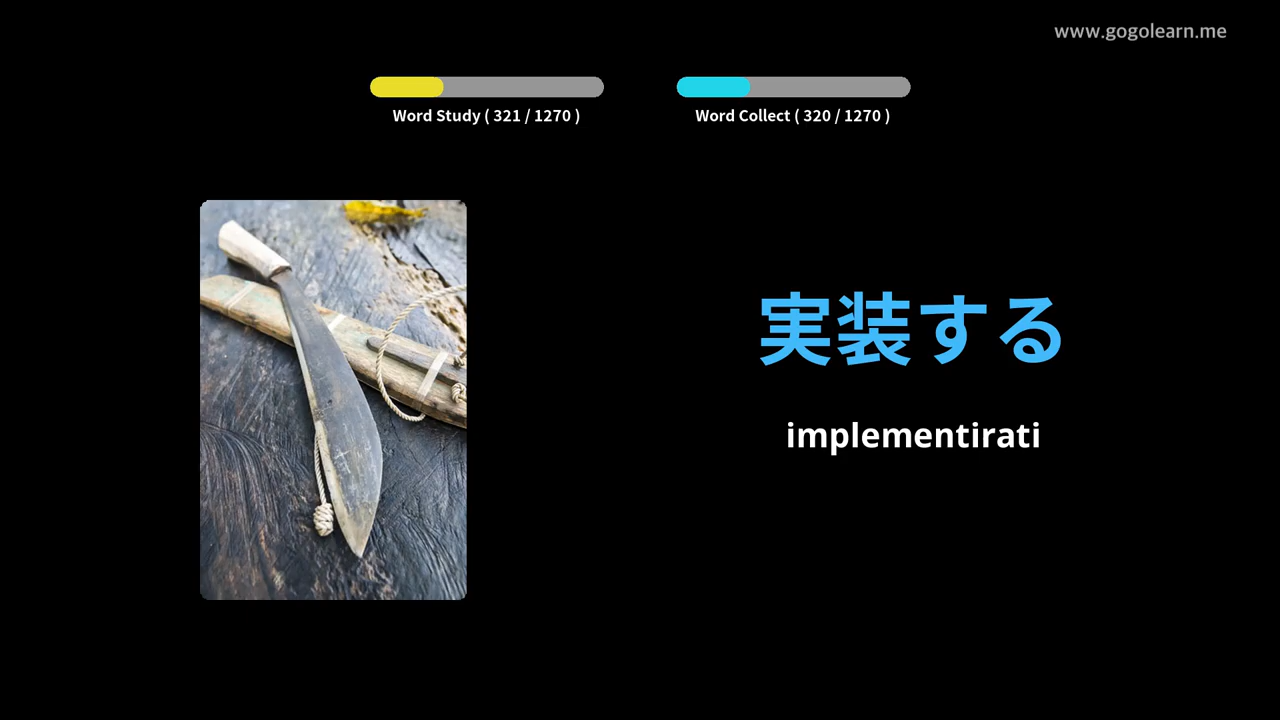 www.gogolearn.me
Word Study ( 321 / 1270 )
Word Collect ( 320 / 1270 )
実装する
implementirati